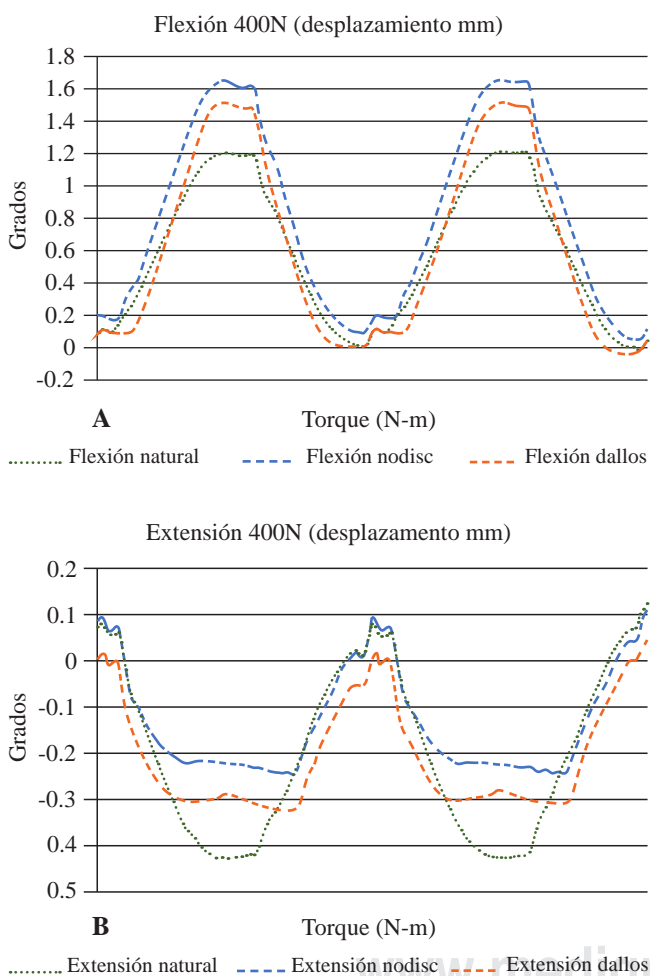 Flexión 400N (desplazamiento mm)
1.8
1.6
1.4
1.2
1
0.8
0.6
0.4
0.2
0
-0.2
Grados
A
Torque (N-m)
Flexión natural Flexión nodisc Flexión dallos
Extensión 400N (desplazamento mm)
0.2
0.1
0
-0.1
-0.2
-0.3
0.4
0.5
Grados
B
Torque (N-m)
Extensión natural Extensión nodisc Extensión dallos